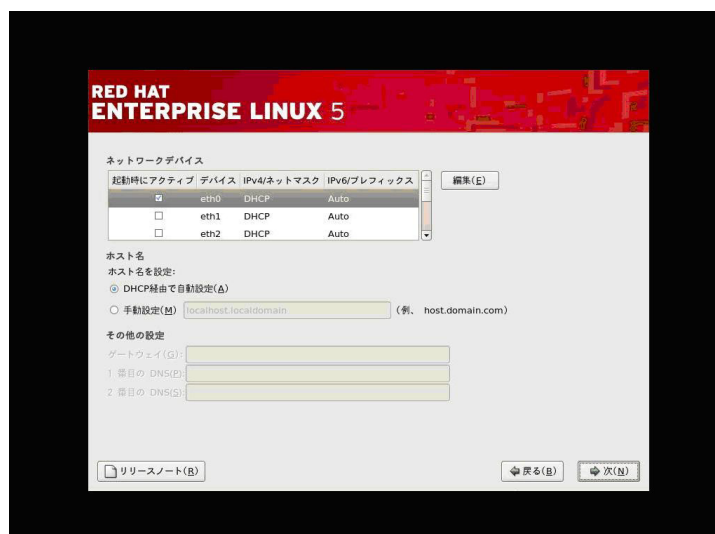 RED HAT
ENTERPRISE LINUX 5
ネットワークデバイス
起動時にアクティブ デバイス IPv4/ネットマスク IPv6/プレフィックス
編集(E)
eth0 DHCP Auto
eth1 DHCP Auto
eth2 DHCP Auto
ホスト名
ホスト名を設定:
DHCP経由で自動設定(A)
手動設定(M) localhost.localdomain (例、 host.domain.com)
その他の設定
ゲートウェイ(G):
1 番目の DNS(P):
2 番目の DNS(S):
リリースノート(R) 戻る(B) 次(N)